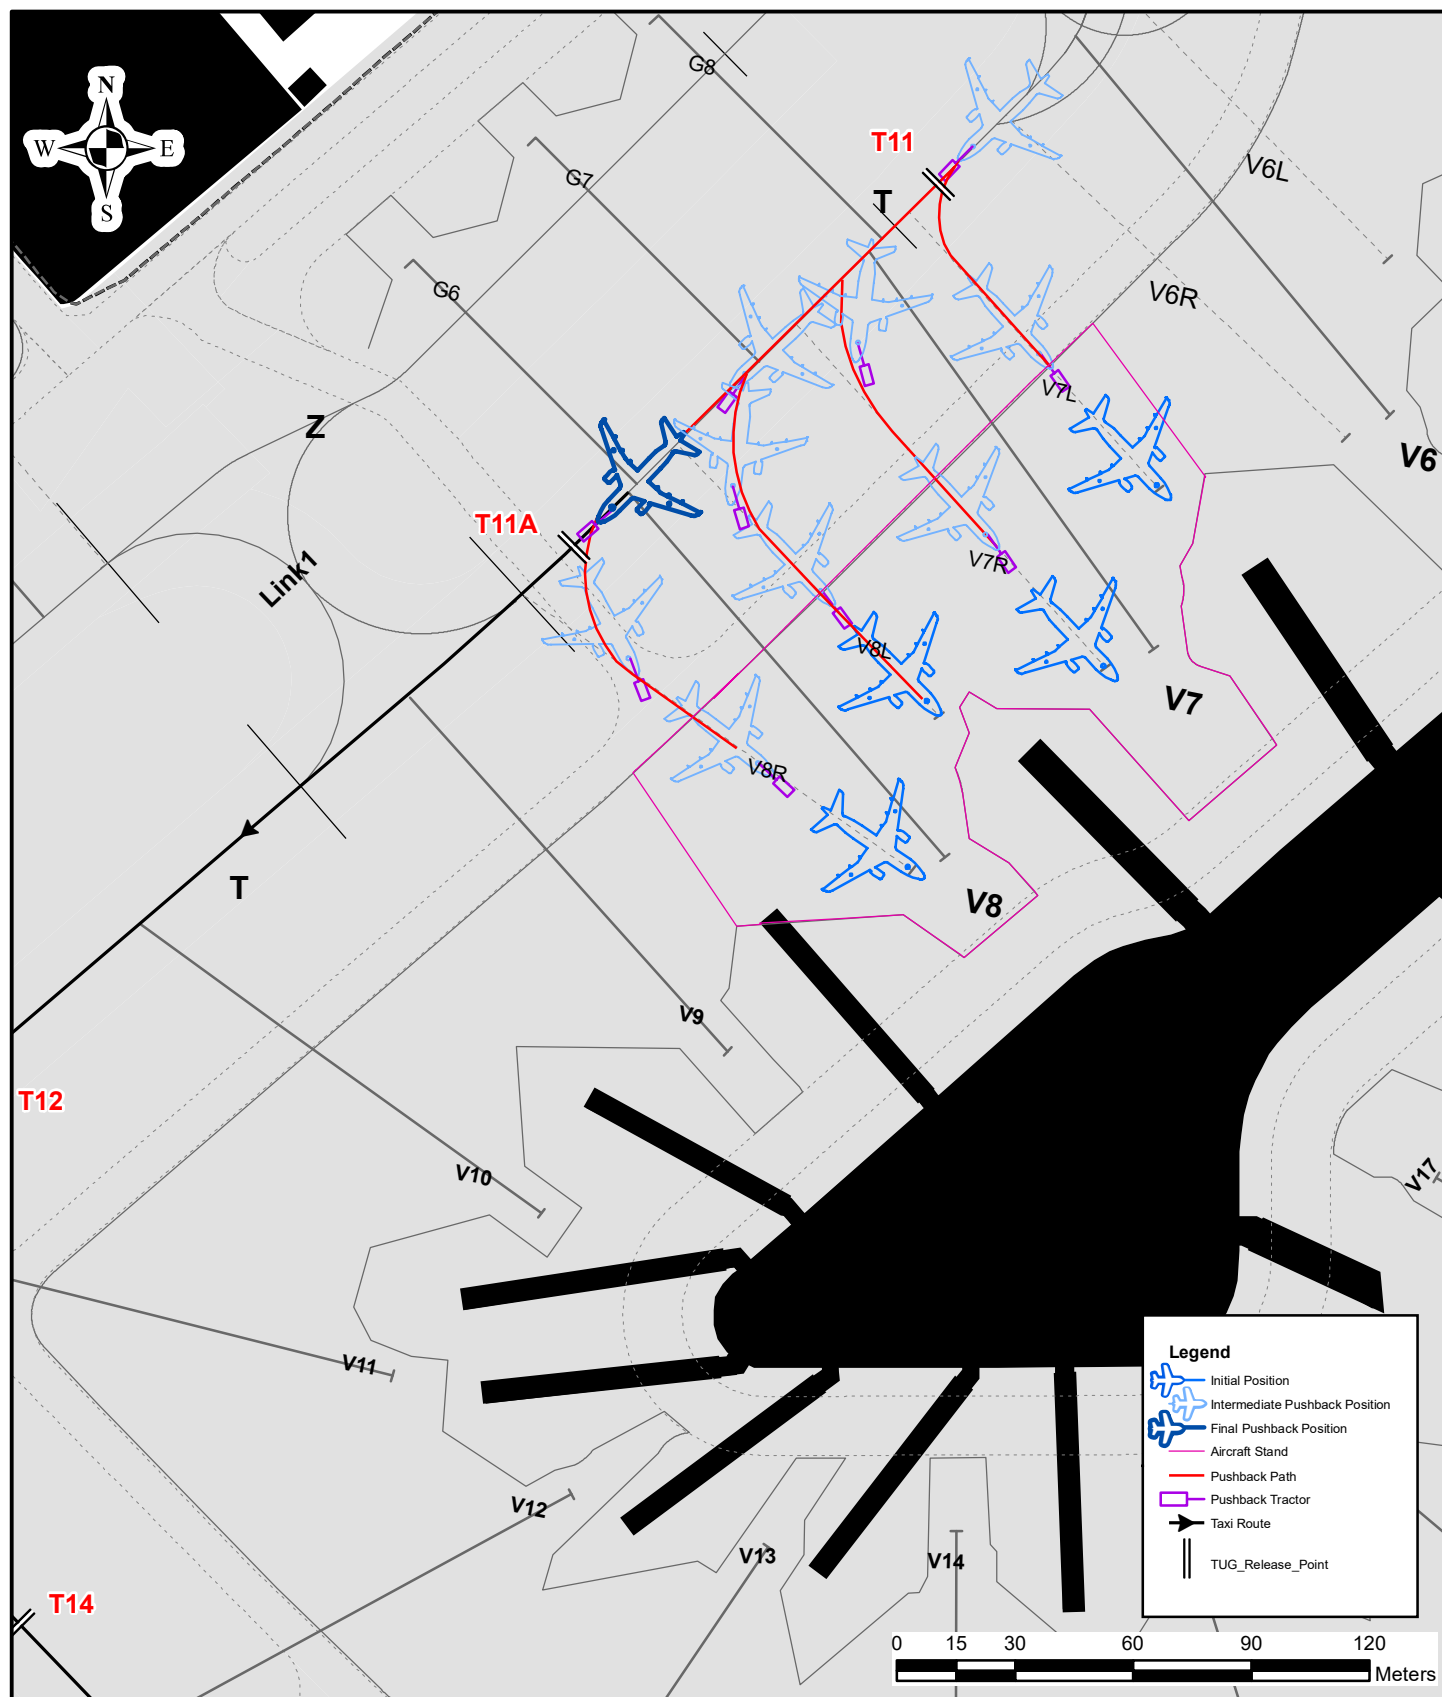 G8
N
W
E
S
T11
G7
V6L
T
G6
V6R
V7L
Z
V6
T11A
Link1
V7R
V8L
V7
V8R
T
V8
V9
T12
V10
V17
V11
Legend
Initial Position
Intermediate Pushback Position
Final Pushback Position
Aircraft Stand
Pushback Path
Pushback Tractor
Taxi Route
TUG_Release_Point
V12
V13
V14
T14
0 15 30 60 90 120
Meters